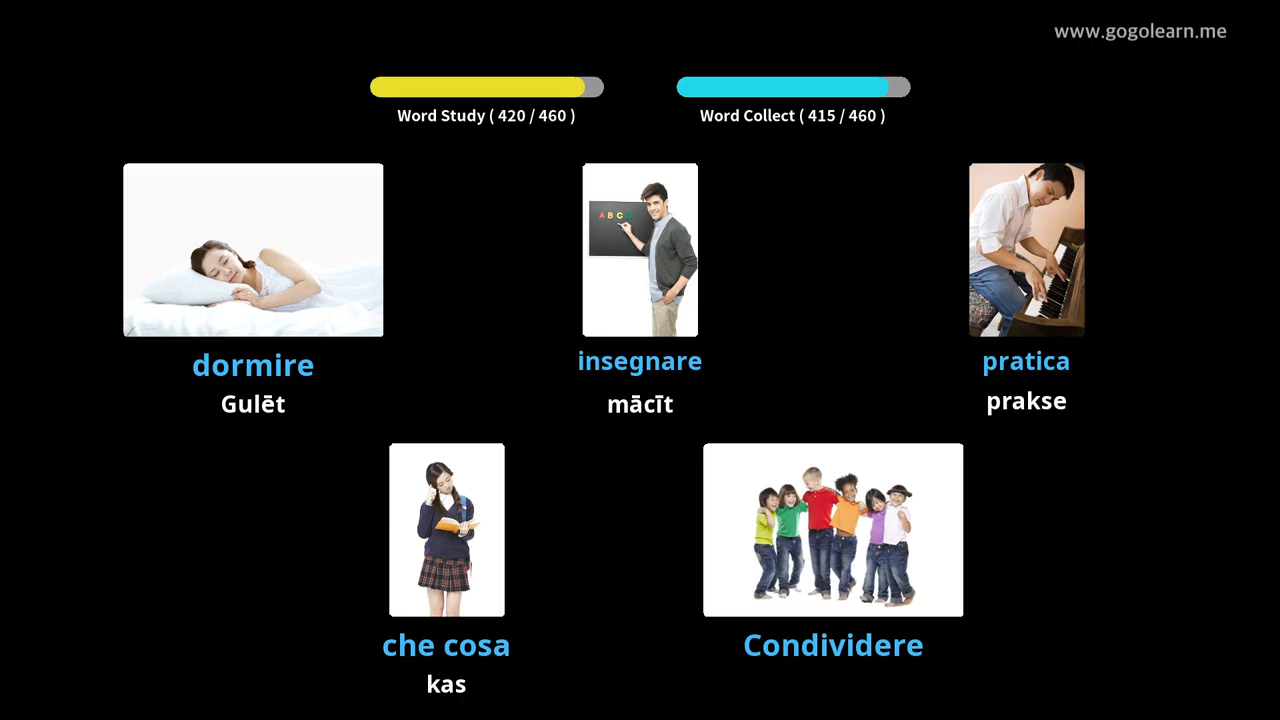 www.gogolearn.me
Word Study ( 420 / 460 )
Word Collect ( 415 / 460 )
A B C
dormire
insegnare
pratica
Gulēt
mācīt
prakse
che cosa
Condividere
kas